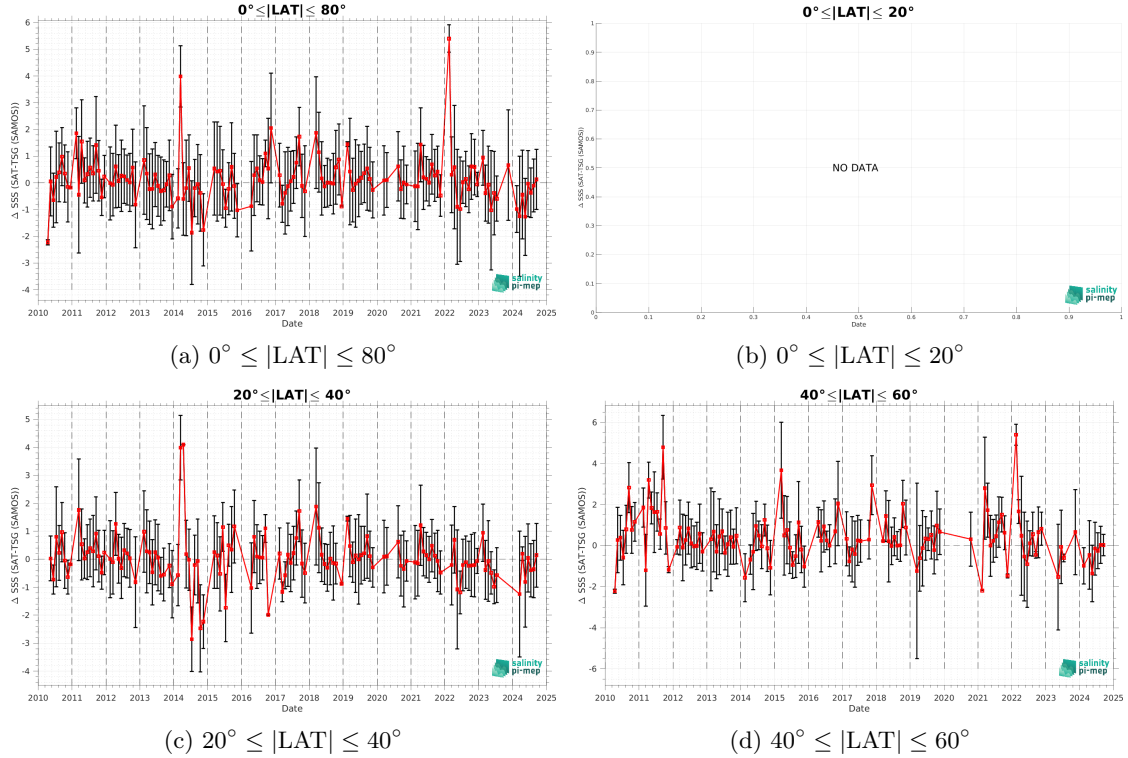 0°≤|LAT|≤ 80°
Δ SSS (SAT-TSG (SAMOS))
6
5
4
3
2
1
0
-1
-2
-3
-4
2010 2011 2012 2013 2014 2015 2016 2017 2018 2019 2020 2021 2022 2023 2024 2025
Date
salinity
pi-mep
(a) 0° ≤ |LAT| ≤ 80°
0°≤|LAT|≤ 20°
Δ SSS (SAT-TSG (SAMOS))
1
0.9
0.8
0.7
0.6
0.5
0.4
0.3
0.2
0.1
0
NO DATA
0 0.1 0.2 0.3 0.4 0.5 0.6 0.7 0.8 0.9 1
Date
salinity
pi-mep
(b) 0° ≤ |LAT| ≤ 20°
20°≤|LAT|≤ 40°
Δ SSS (SAT-TSG (SAMOS))
5
4
3
2
1
0
-1
-2
-3
-4
2010 2011 2012 2013 2014 2015 2016 2017 2018 2019 2020 2021 2022 2023 2024 2025
Date
salinity
pi-mep
(c) 20° ≤ |LAT| ≤ 40°
40°≤|LAT|≤ 60°
Δ SSS (SAT-TSG (SAMOS))
6
4
2
0
-2
-4
-6
2010 2011 2012 2013 2014 2015 2016 2017 2018 2019 2020 2021 2022 2023 2024 2025
Date
salinity
pi-mep
(d) 40° ≤ |LAT| ≤ 60°